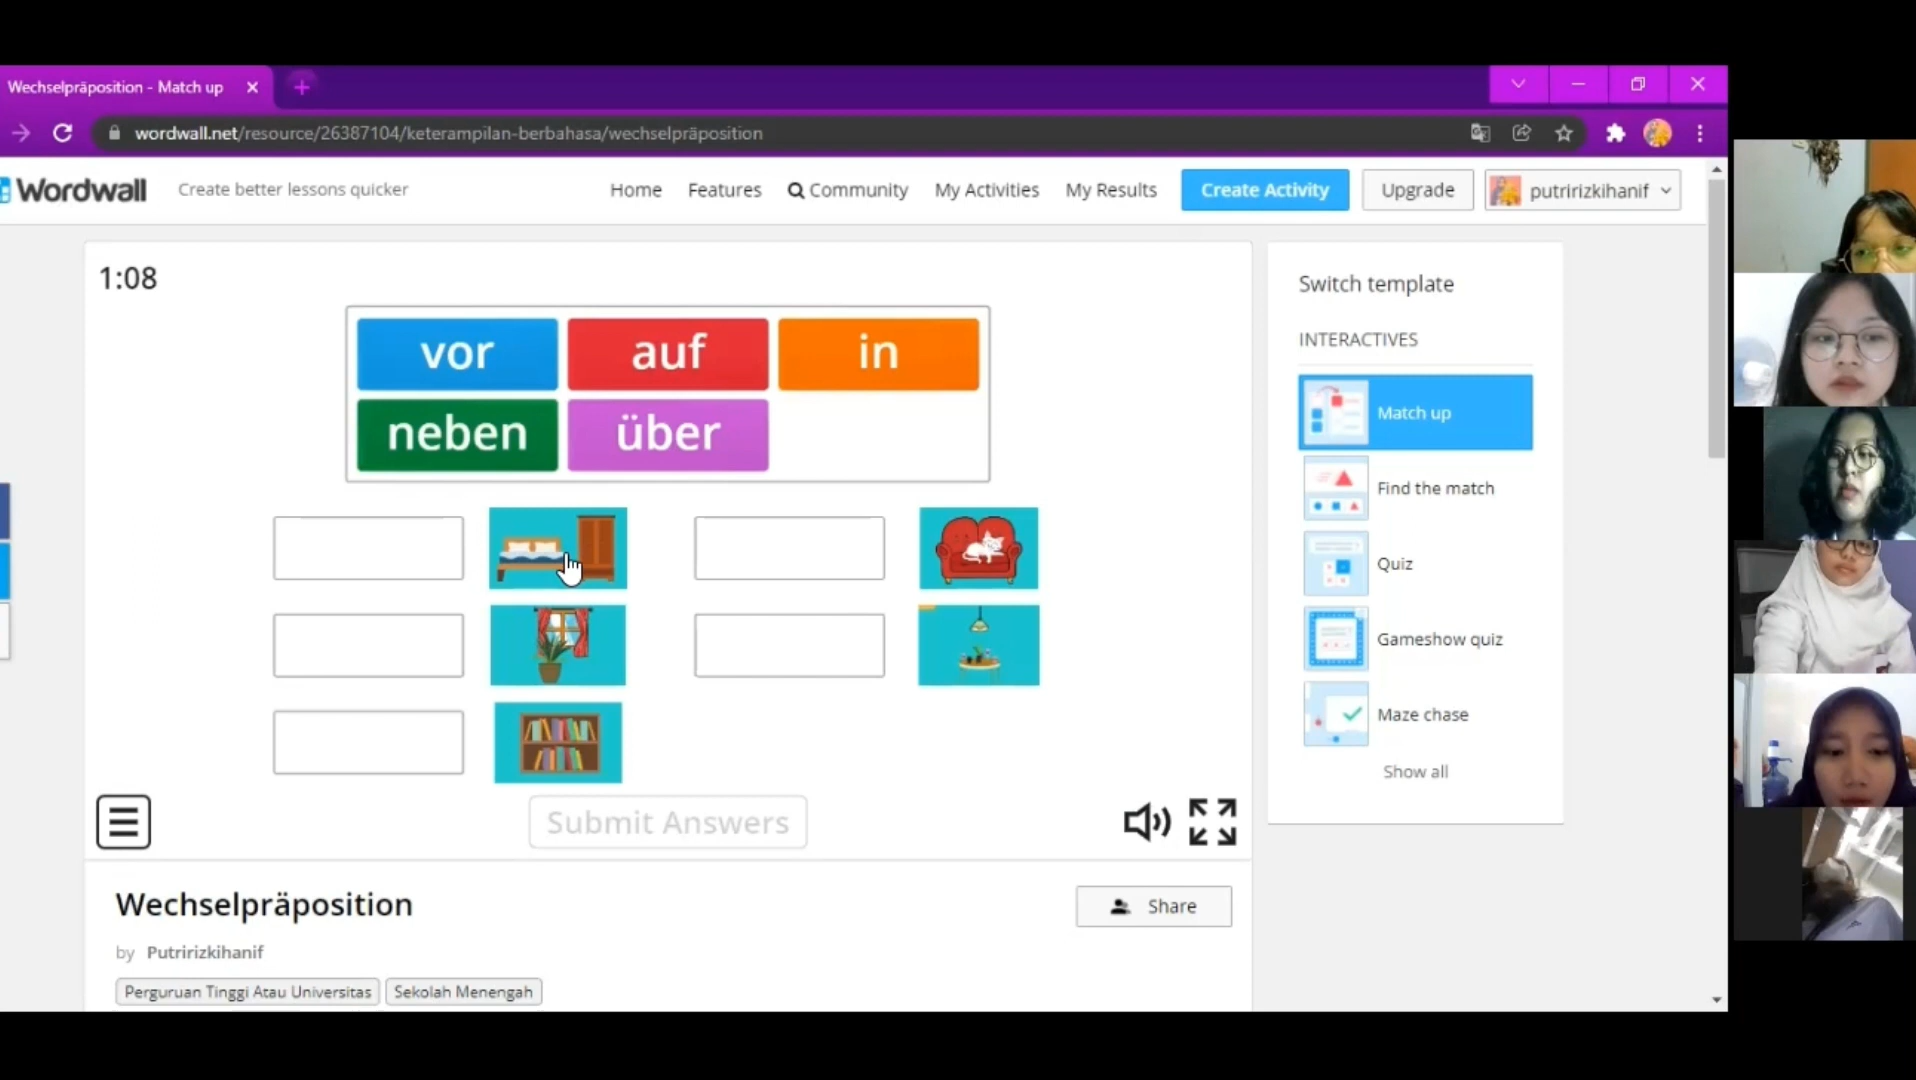 Wechselpräposition - Match up
wordwall.net/resource/26387104/keterampilan-berbahasa/wechselpräposition
Wordwall
Create better lessons quicker
Home
Features
Community
My Activities
My Results
Create Activity
Upgrade
putririzkihanif
1:08
vor
auf
in
neben
über
Submit Answers
Switch template
INTERACTIVES
Match up
Find the match
Quiz
Gameshow quiz
Maze chase
Show all
Wechselpräposition
Share
by Putririzkihanif
Perguruan Tinggi Atau Universitas
Sekolah Menengah